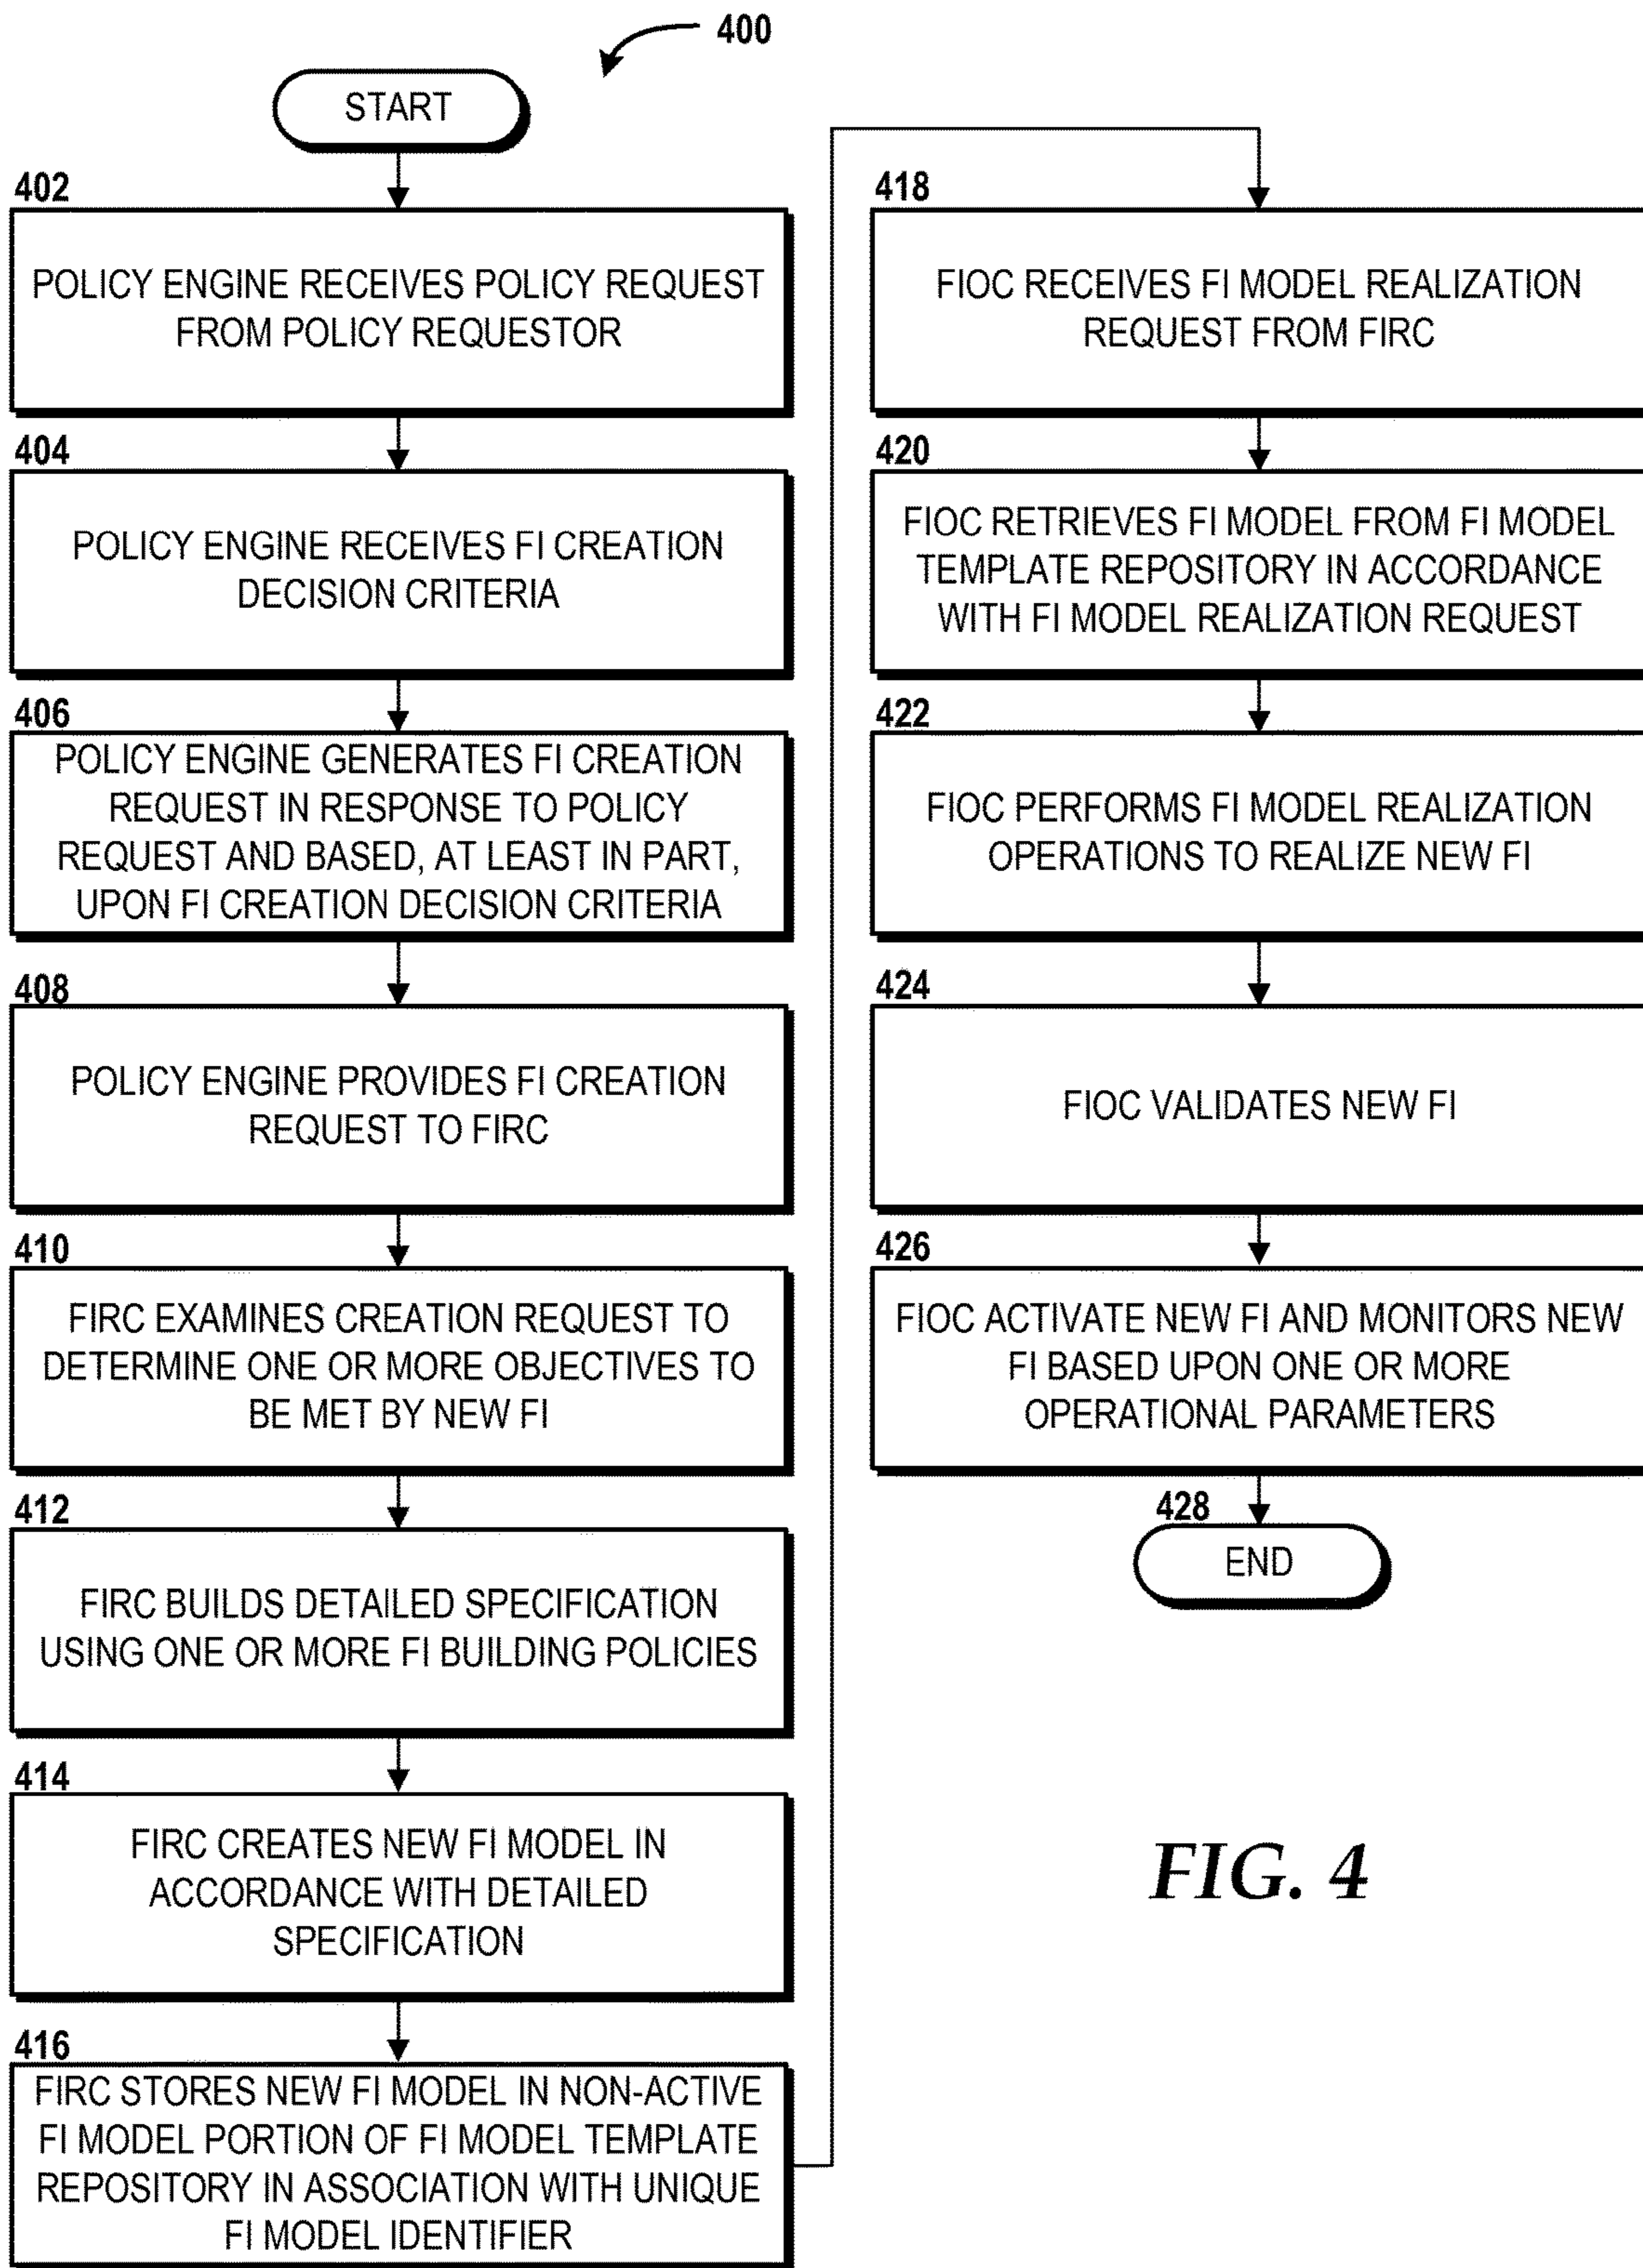 400
START
402
POLICY ENGINE RECEIVES POLICY REQUEST
FROM POLICY REQUESTOR
404
POLICY ENGINE RECEIVES FI CREATION
DECISION CRITERIA
406
POLICY ENGINE GENERATES FI CREATION
REQUEST IN RESPONSE TO POLICY
REQUEST AND BASED, AT LEAST IN PART,
UPON FI CREATION DECISION CRITERIA
408
POLICY ENGINE PROVIDES FI CREATION
REQUEST TO FIRC
410
FIRC EXAMINES CREATION REQUEST TO
DETERMINE ONE OR MORE OBJECTIVES TO
BE MET BY NEW FI
412
FIRC BUILDS DETAILED SPECIFICATION
USING ONE OR MORE FI BUILDING POLICIES
414
FIRC CREATES NEW FI MODEL IN
ACCORDANCE WITH DETAILED
SPECIFICATION
416
FIRC STORES NEW FI MODEL IN NON-ACTIVE
FI MODEL PORTION OF FI MODEL TEMPLATE
REPOSITORY IN ASSOCIATION WITH UNIQUE
FI MODEL IDENTIFIER
418
FIOC RECEIVES FI MODEL REALIZATION
REQUEST FROM FIRC
420
FIOC RETRIEVES FI MODEL FROM FI MODEL
TEMPLATE REPOSITORY IN ACCORDANCE
WITH FI MODEL REALIZATION REQUEST
422
FIOC PERFORMS FI MODEL REALIZATION
OPERATIONS TO REALIZE NEW FI
424
FIOC VALIDATES NEW FI
426
FIOC ACTIVATE NEW FI AND MONITORS NEW
FI BASED UPON ONE OR MORE
OPERATIONAL PARAMETERS
428
END
FIG. 4